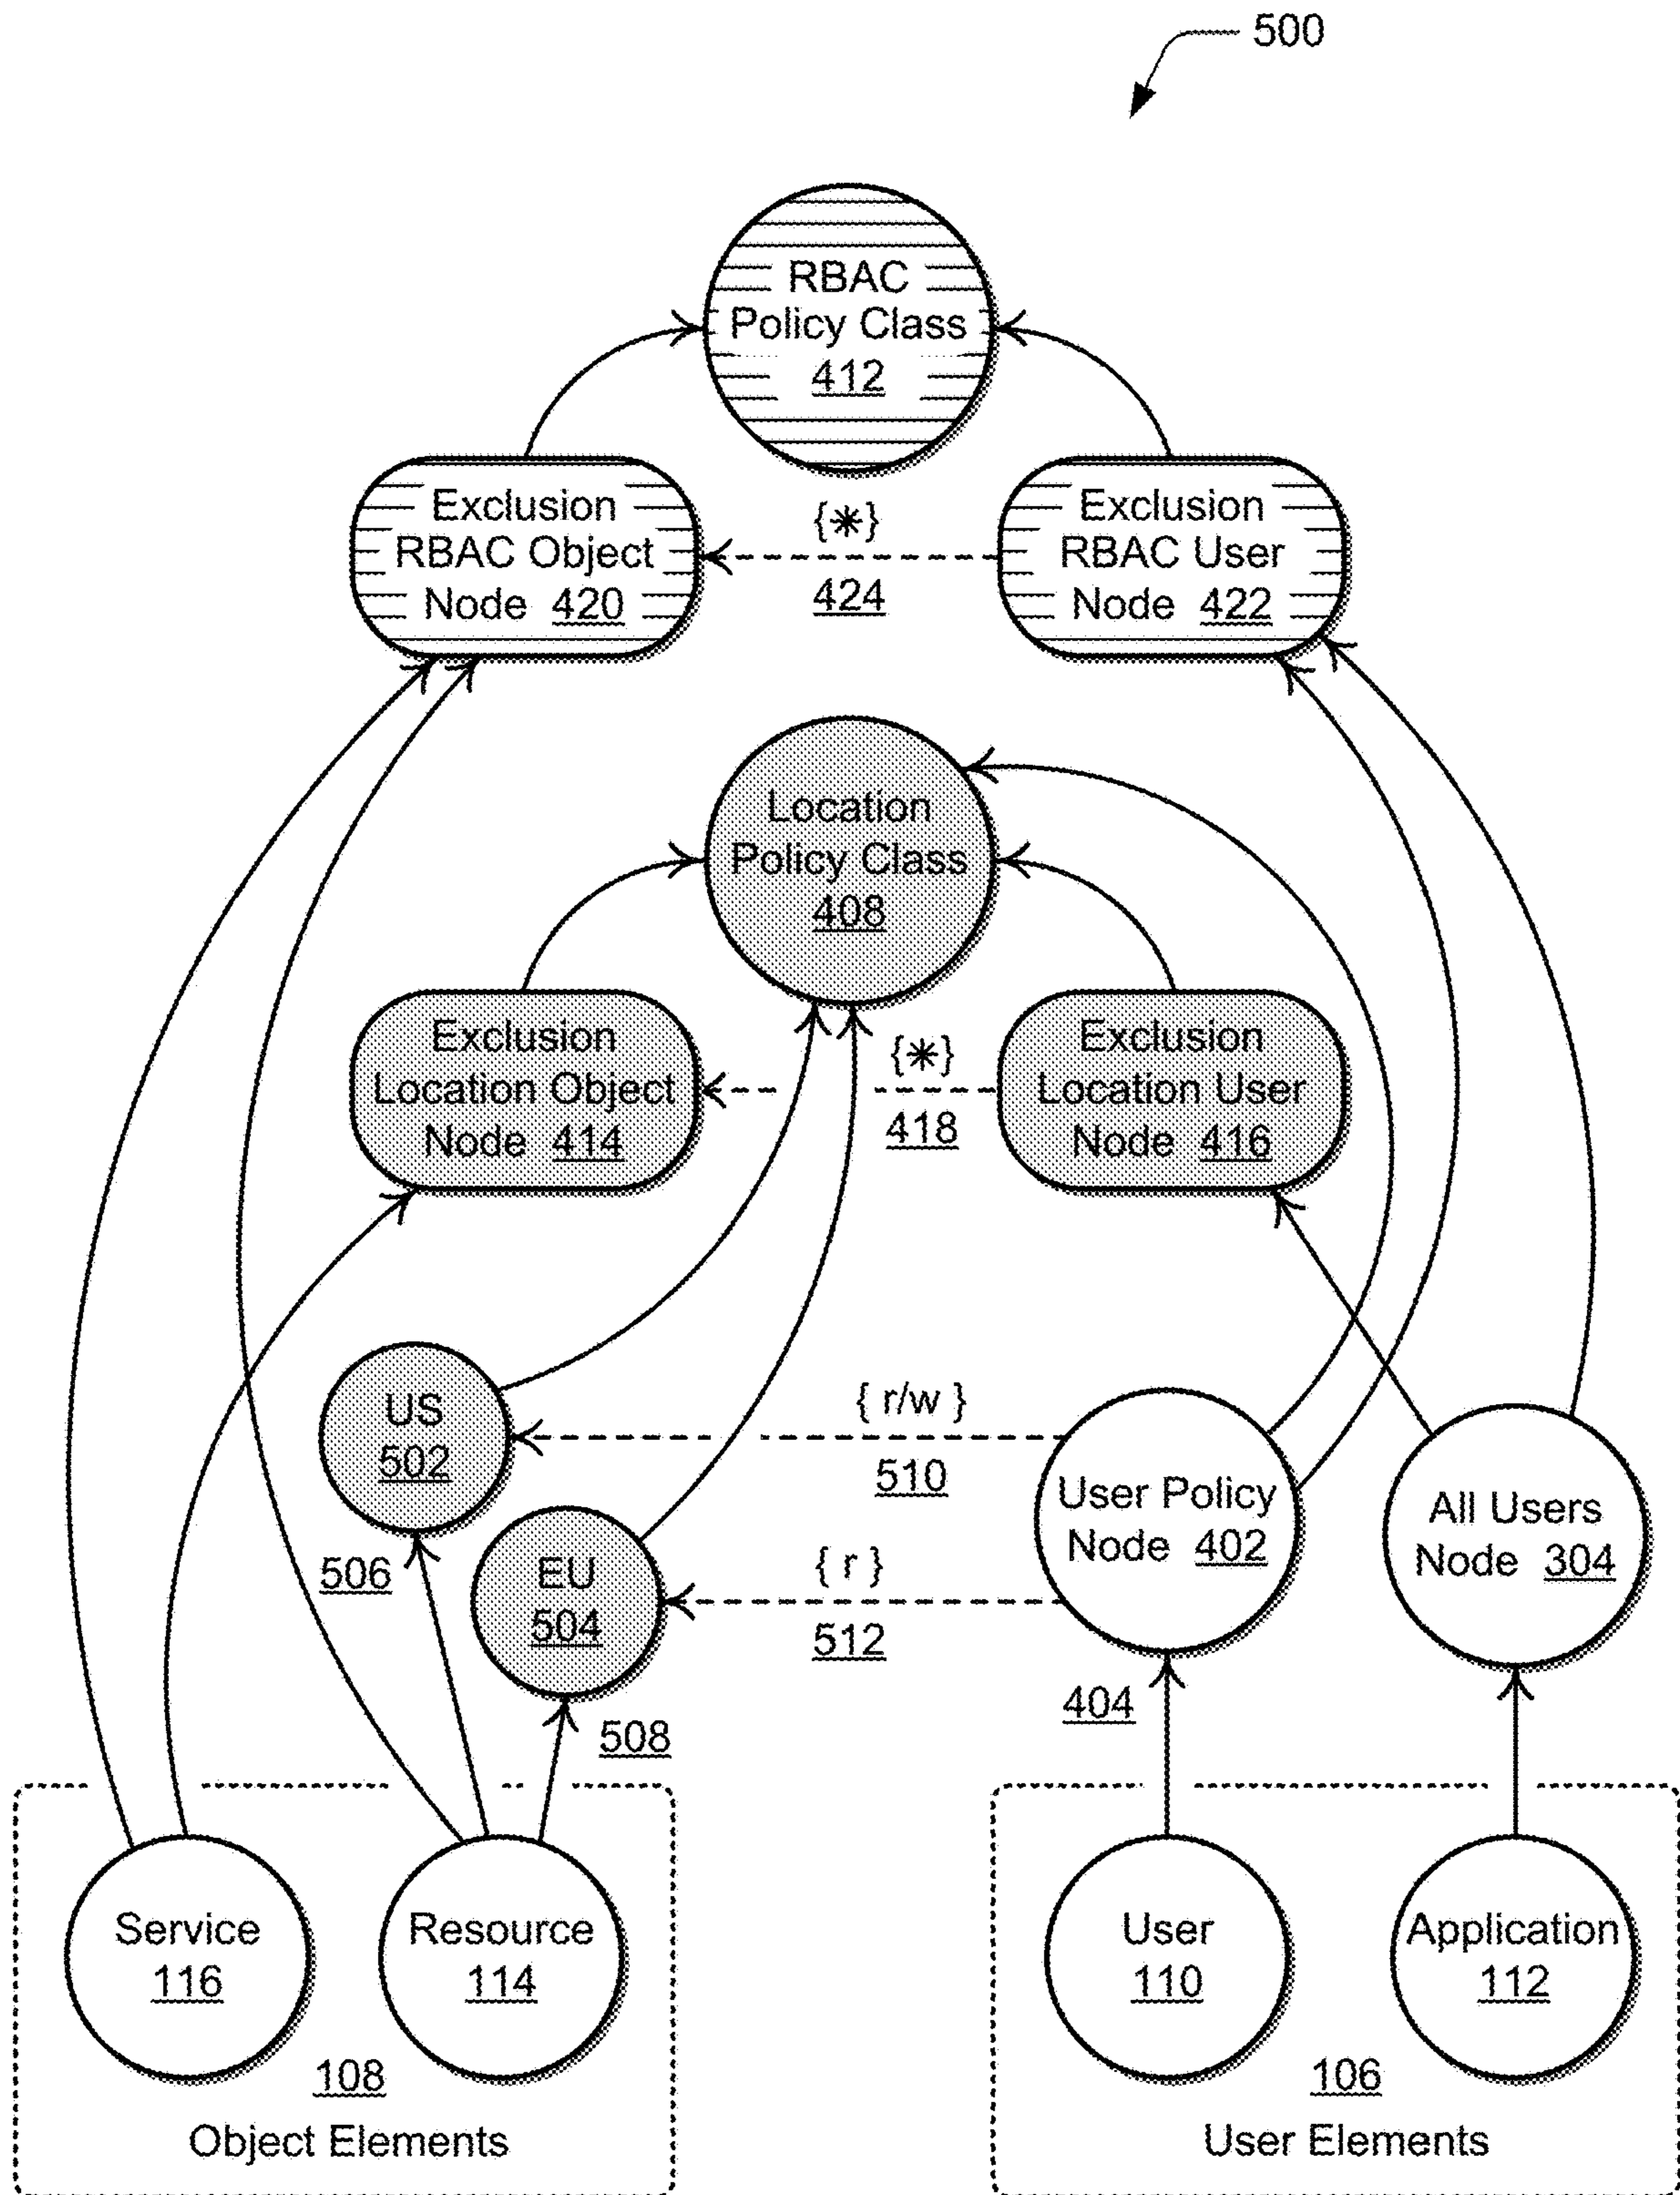 500
RBAC
Policy Class
412
Exclusion
RBAC Object
Node 420
{*}
424
Exclusion
RBAC User
Node 422
Location
Policy Class
408
Exclusion
Location Object
Node 414
{*}
418
Exclusion
Location User
Node 416
US
502
{ r/w }
510
User Policy
Node 402
All Users
Node 304
506
EU
504
{ r }
512
508
404
Service
116
Resource
114
User
110
Application
112
108
Object Elements
106
User Elements